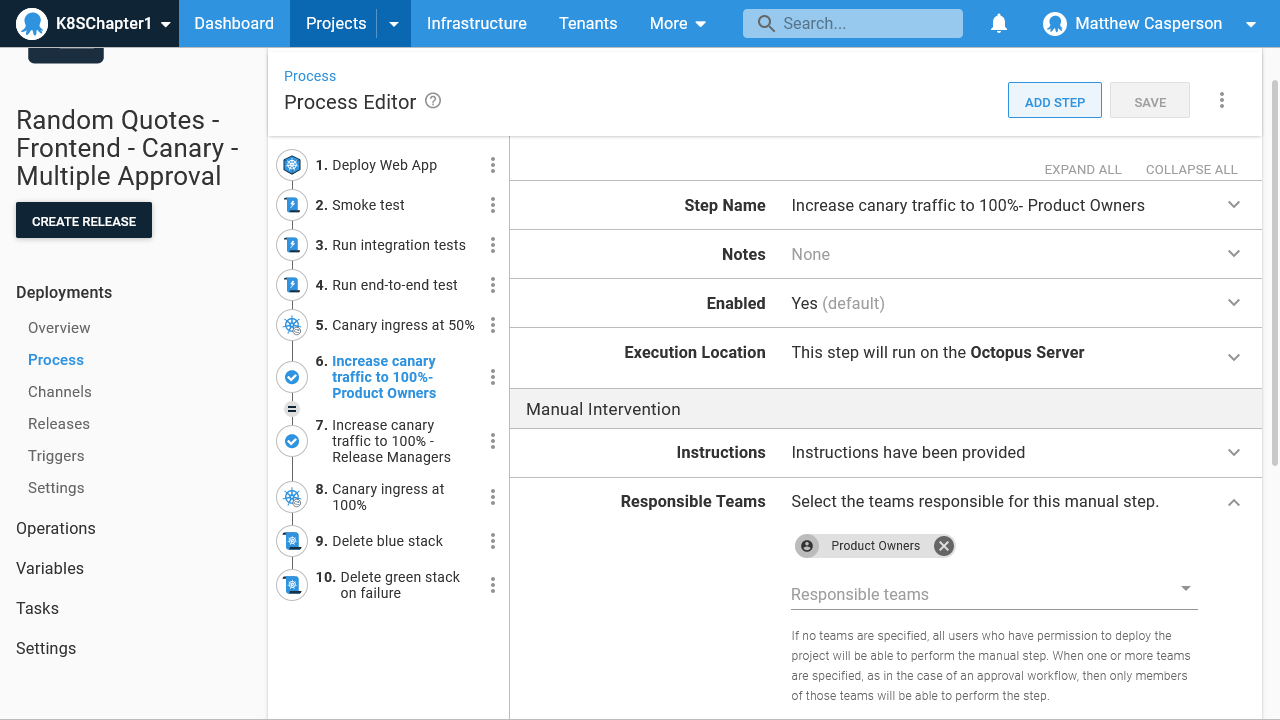 K8SChapter1
Dashboard
Projects
Infrastructure
Tenants
More
Search...
Matthew Casperson
Random Quotes -
Frontend - Canary -
Multiple Approval
CREATE RELEASE
Deployments
Overview
Process
Channels
Releases
Triggers
Settings
Operations
Variables
Tasks
Settings
Process
Process Editor
ADD STEP
SAVE
1. Deploy Web App
2. Smoke test
3. Run integration tests
4. Run end-to-end test
5. Canary ingress at 50%
6. Increase canary
traffic to 100%-
Product Owners
7. Increase canary
traffic to 100% -
Release Managers
8. Canary ingress at
100%
9. Delete blue stack
10. Delete green stack
on failure
EXPAND ALL COLLAPSE ALL
Step Name Increase canary traffic to 100%- Product Owners
Notes None
Enabled Yes (default)
Execution Location This step will run on the Octopus Server
Manual Intervention
Instructions Instructions have been provided
Responsible Teams Select the teams responsible for this manual step.
Product Owners
Responsible teams
If no teams are specified, all users who have permission to deploy the
project will be able to perform the manual step. When one or more teams
are specified, as in the case of an approval workflow, then only members
of those teams will be able to perform the step.